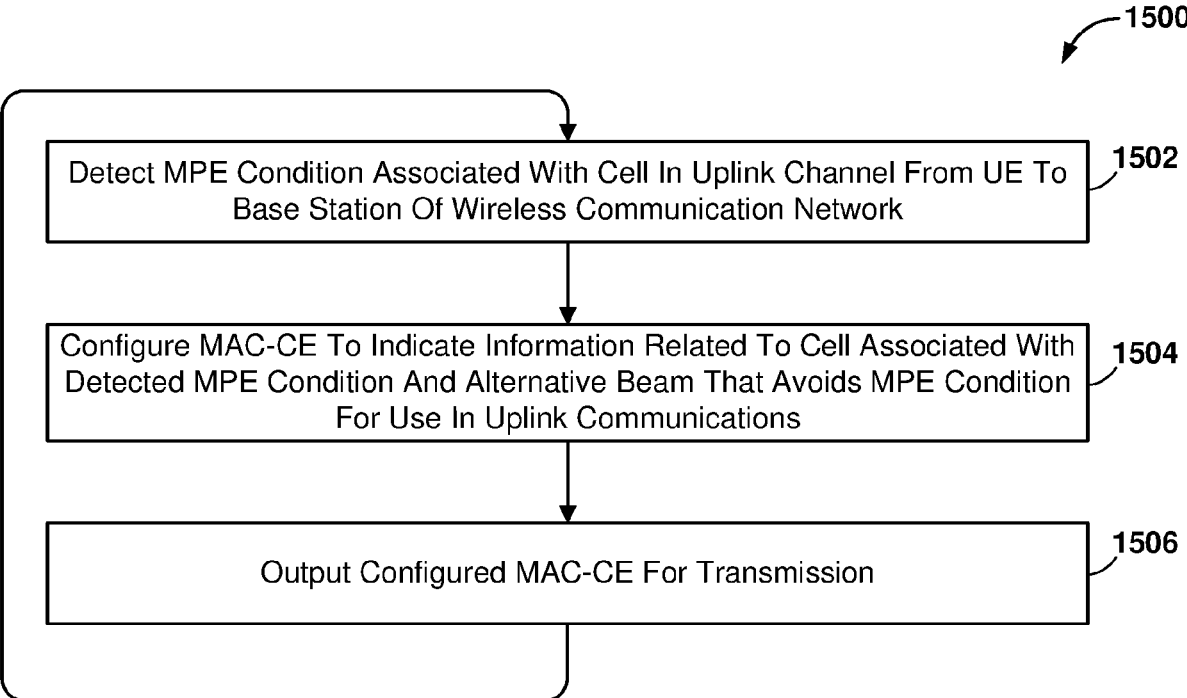 1500
Detect MPE Condition Associated With Cell In Uplink Channel From UE To
Base Station Of Wireless Communication Network
1502
Configure MAC-CE To Indicate Information Related To Cell Associated With
Detected MPE Condition And Alternative Beam That Avoids MPE Condition
For Use In Uplink Communications
1504
Output Configured MAC-CE For Transmission
1506